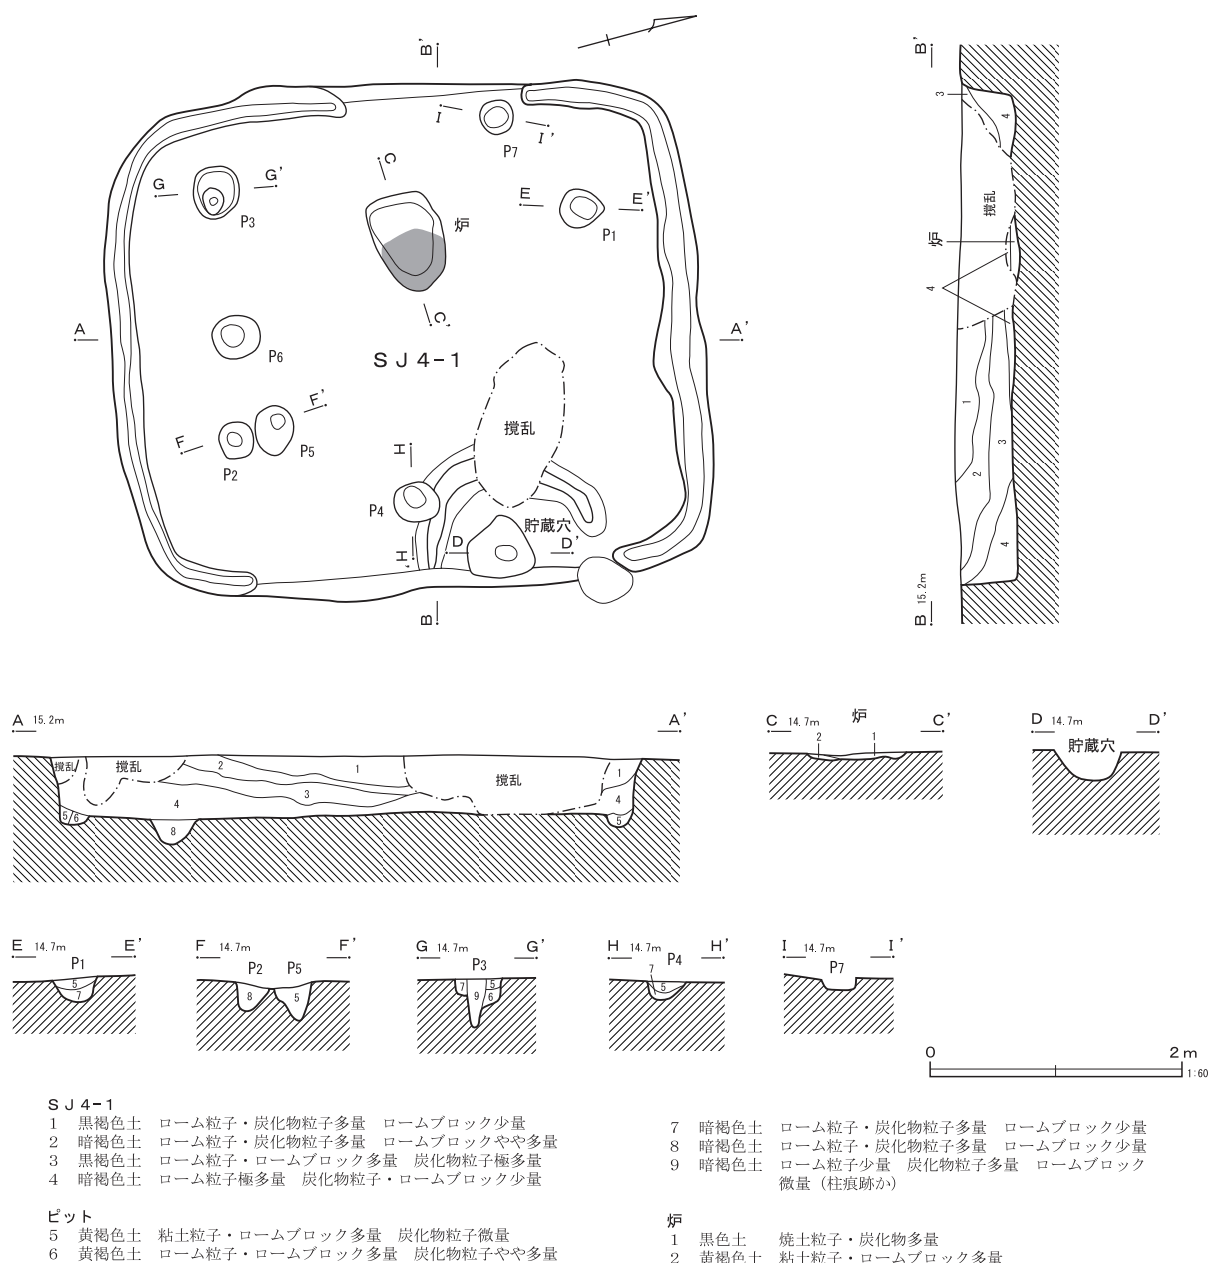 B'
I
I'
P7
C
G
G'
P3
炉
E
E'
P1
C'
A
A'
SJ4-1
P6
F'
F
P2
P5
撹乱
H
P4
貯蔵穴
H'
D
D'
B
B'
3
4
撹乱
炉
4
1
2
3
4
B 15.2m
A 15.2m
A'
撹乱
撹乱
2
1
3
4
撹乱
1
4
5/6
8
5
C 14.7m
炉
C'
2
1
D 14.7m
D'
貯蔵穴
E 14.7m
E'
P1
5
7
F 14.7m
F'
P2
P5
8
5
G 14.7m
G'
P3
7
5
9
6
H 14.7m
H'
7
P4
5
I 14.7m
I'
P7
0
2m
1:60
SJ4-1
1 黒褐色土 ローム粒子・炭化物粒子多量 ロームブロック少量
2 暗褐色土 ローム粒子・炭化物粒子多量 ロームブロックやや多量
3 黒褐色土 ローム粒子・ロームブロック多量 炭化物粒子極多量
4 暗褐色土 ローム粒子極多量 炭化物粒子・ロームブロック少量
ピット
5 黄褐色土 粘土粒子・ロームブロック多量 炭化物粒子微量
6 黄褐色土 ローム粒子・ロームブロック多量 炭化物粒子やや多量
7 暗褐色土 ローム粒子・炭化物粒子多量 ロームブロック少量
8 暗褐色土 ローム粒子・炭化物粒子多量 ロームブロック少量
9 暗褐色土 ローム粒子少量 炭化物粒子多量 ロームブロック
微量（柱痕跡か）
炉
1 黒色土 焼土粒子・炭化物多量
2 黄褐色土 粘土粒子・ロームブロック多量